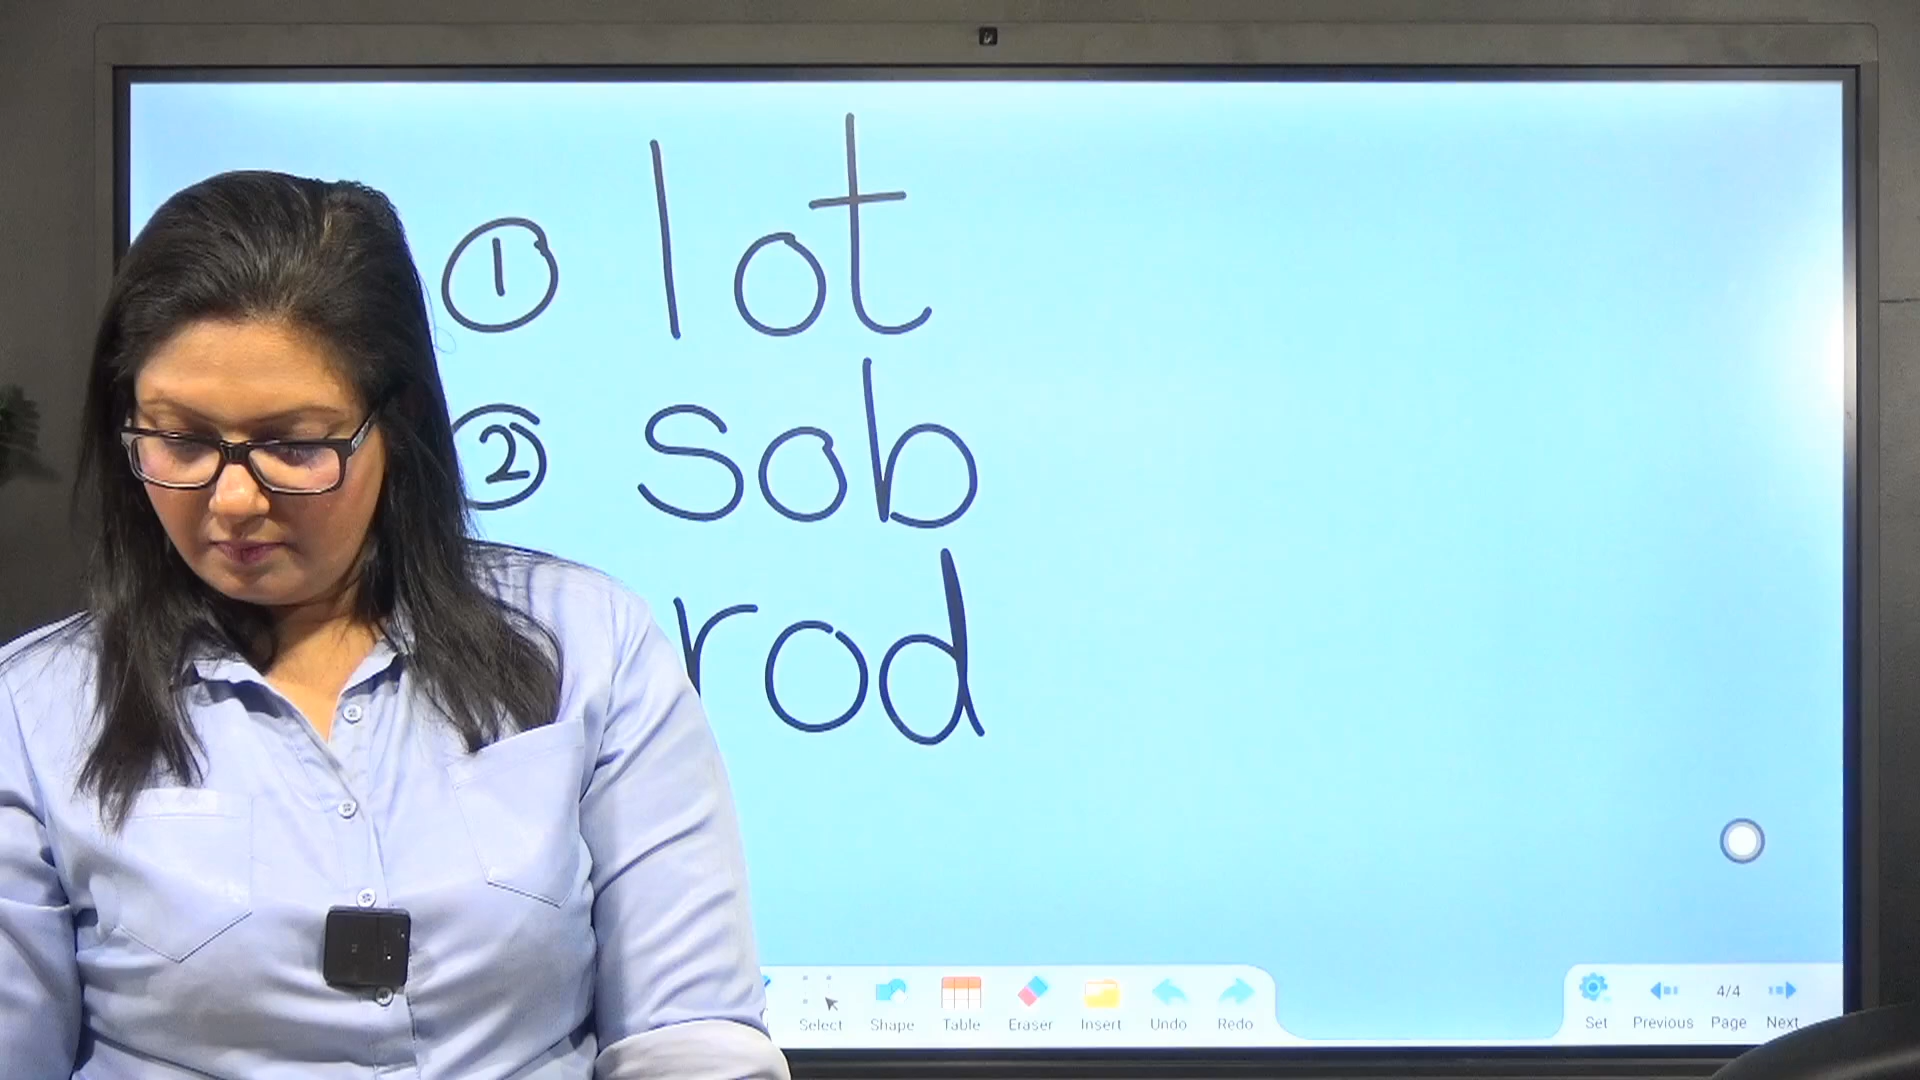 ① lot
② sob
rod
Select Shape Table Eraser Insert Undo Redo Set Previous 4/4 Page Next